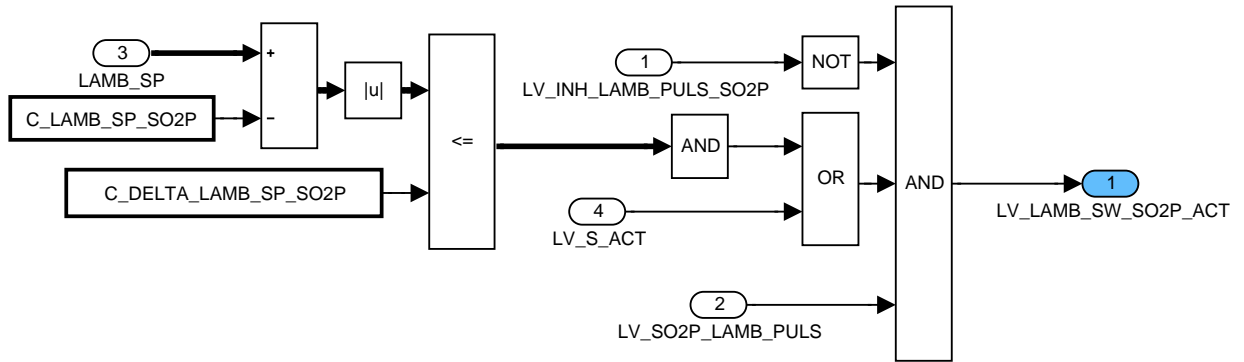 3
+
LAMB_SP
C_LAMB_SP_SO2P
−
|u|
<=
C_DELTA_LAMB_SP_SO2P
1
LV_INH_LAMB_PULS_SO2P
NOT
AND
OR
4
LV_S_ACT
2
LV_SO2P_LAMB_PULS
AND
1
LV_LAMB_SW_SO2P_ACT